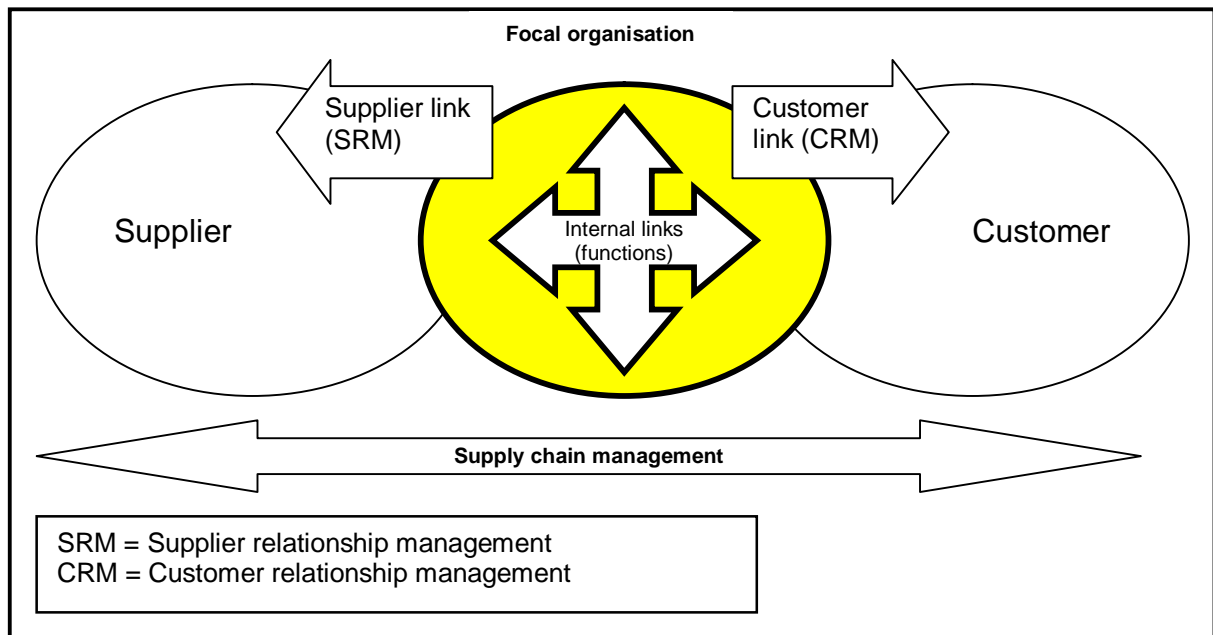 Focal organisation
Supplier link
(SRM)
Customer
link (CRM)
Supplier
Internal links
(functions)
Customer
Supply chain management
SRM = Supplier relationship management
CRM = Customer relationship management